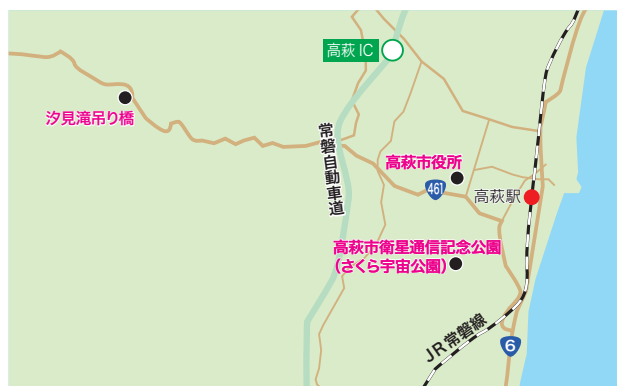 高萩IC
汐見滝吊り橋
常磐自動車道
高萩市役所
461
高萩駅
高萩市衛星通信記念公園
(さくら宇宙公園)
JR常磐線
6